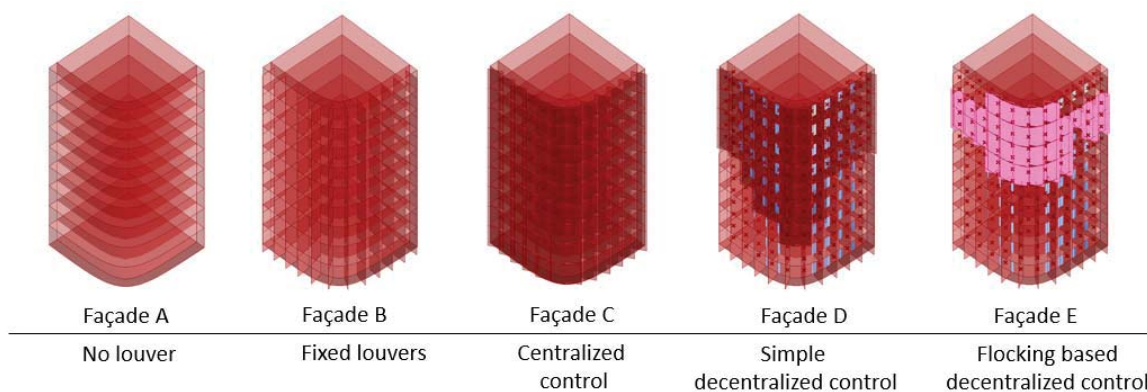 Façade A Façade B Façade C Façade D Façade E
No louver Fixed louvers Centralized Simple Flocking based
control decentralized control decentralized control